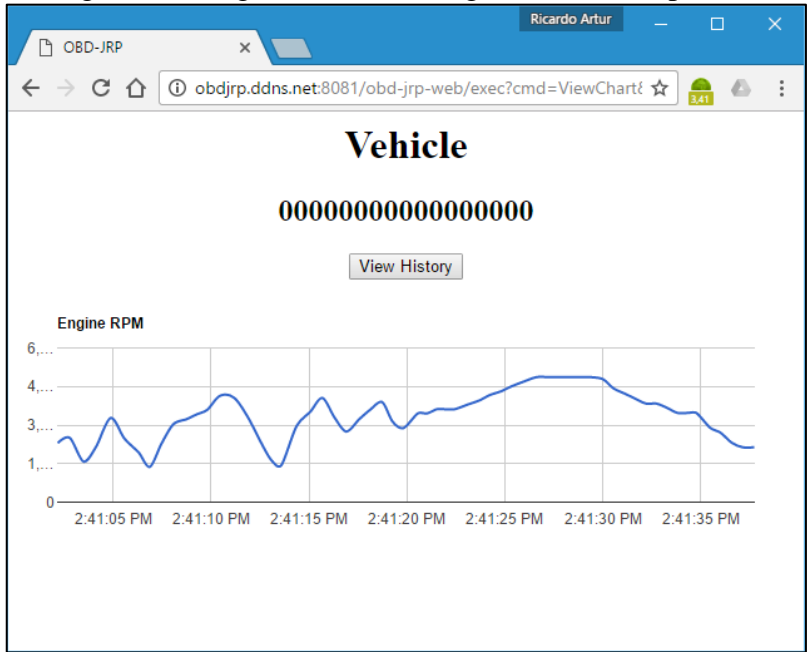 Ricardo Artur
OBD-JRP
obdjrp.ddns.net:8081/obd-jrp-web/exec?cmd=ViewChart
3,41
Vehicle
00000000000000000
View History
Engine RPM
6,...
4,...
3,...
1,...
0
2:41:05 PM 2:41:10 PM 2:41:15 PM 2:41:20 PM 2:41:25 PM 2:41:30 PM 2:41:35 PM